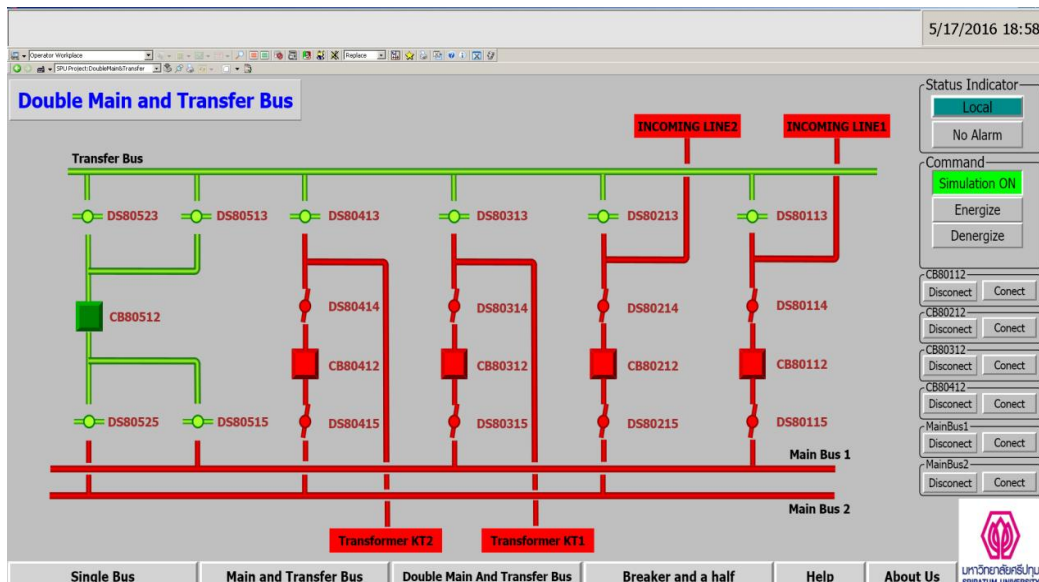 5/17/2016 18:58
Operator Workplace
Replace
SPU Project:DoubleMain&Transfer
Double Main and Transfer Bus
Status Indicator
Local
No Alarm
INCOMING LINE2 INCOMING LINE1
Transfer Bus
Command
Simulation ON
Energize
Denergize
DS80523 DS80513 DS80413 DS80313 DS80213 DS80113
CB80112
Disconect Conect
DS80414 DS80314 DS80214 DS80114
CB80512
CB80212
Disconect Conect
CB80312
Disconect Conect
CB80412 CB80312 CB80212 CB80112
CB80412
Disconect Conect
DS80525 DS80515 DS80415 DS80315 DS80215 DS80115
MainBus1
Disconect Conect
Main Bus 1
MainBus2
Disconect Conect
Main Bus 2
Transformer KT2 Transformer KT1
มหาวิทยาลัยศรีปทุม
SRIPATUM UNIVERSITY
Single Bus Main and Transfer Bus Double Main And Transfer Bus Breaker and a half Help About Us